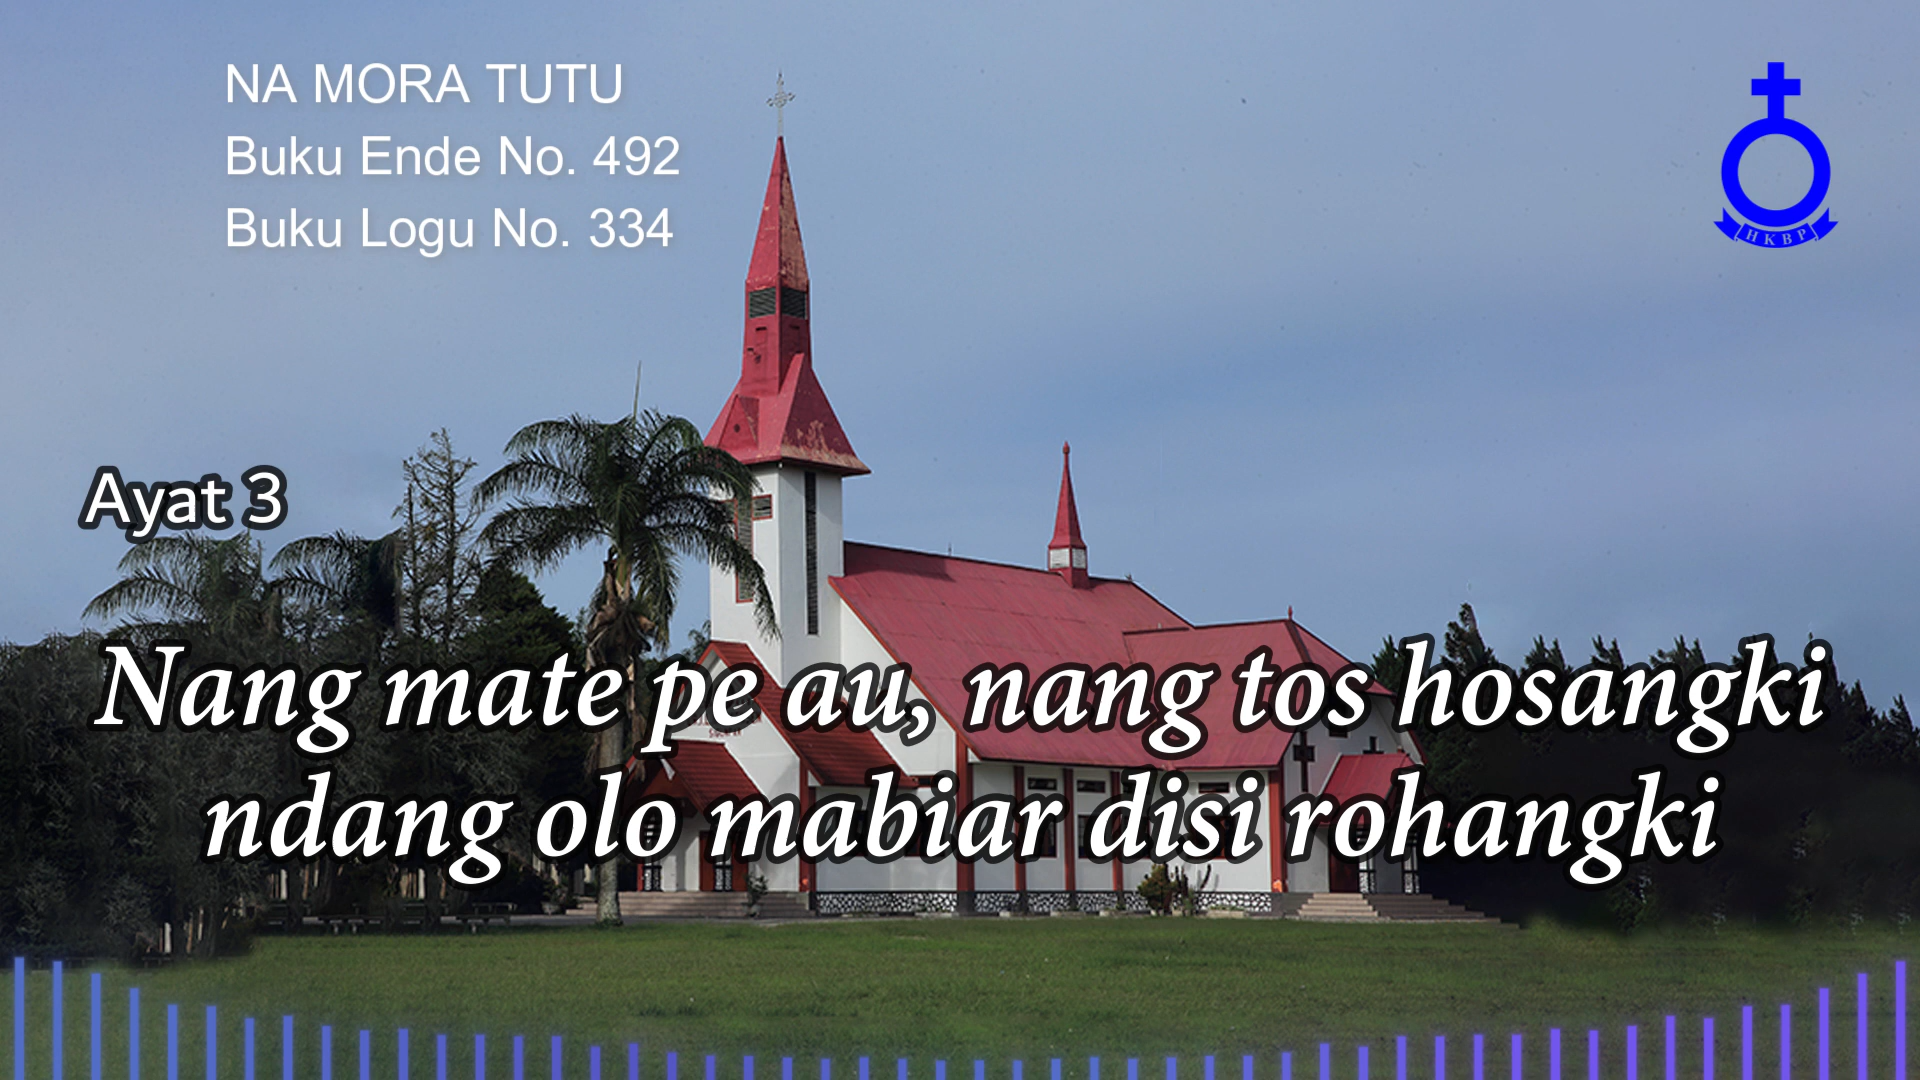 NA MORA TUTU
Buku Ende No. 492
Buku Logu No. 334
HKBP
Ayat 3
Nang mate pe au, nang tos hosangki
ndang olo mabiar disi rohangki